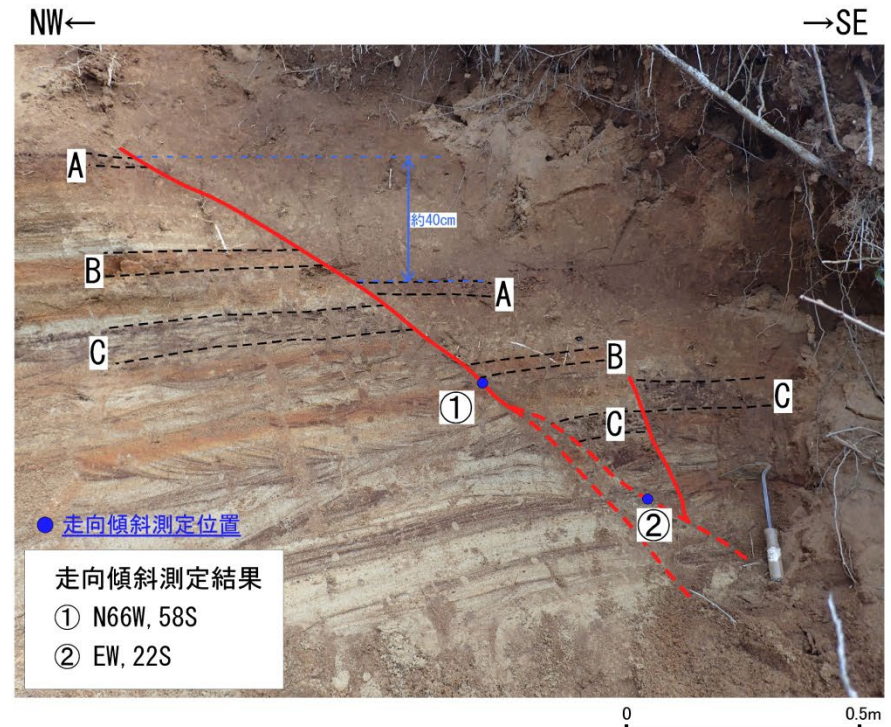 NW← →SE
A
約40cm
B
A
C
B
①
C
C
②
走向傾斜測定位置
走向傾斜測定結果
① N66W, 58S
② EW, 22S
0 0.5m